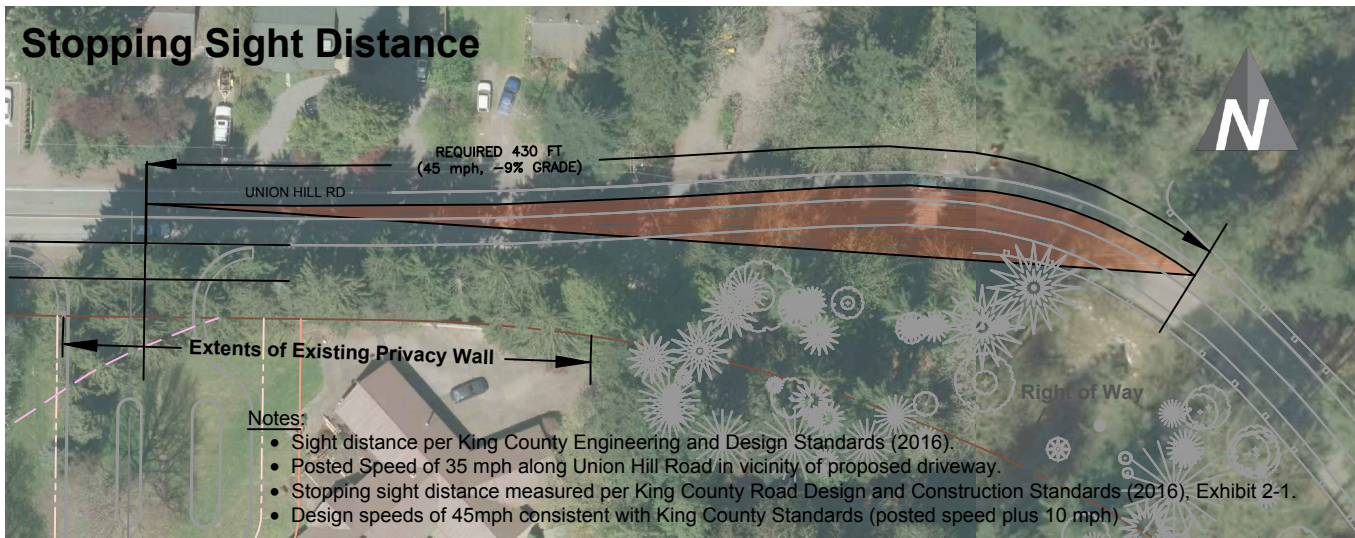 Stopping Sight Distance
N
REQUIRED 430 FT
(45 mph, -9% GRADE)
UNION HILL RD
Extents of Existing Privacy Wall
Right of Way
Notes:
• Sight distance per King County Engineering and Design Standards (2016).
• Posted Speed of 35 mph along Union Hill Road in vicinity of proposed driveway.
• Stopping sight distance measured per King County Road Design and Construction Standards (2016), Exhibit 2-1.
• Design speeds of 45mph consistent with King County Standards (posted speed plus 10 mph)